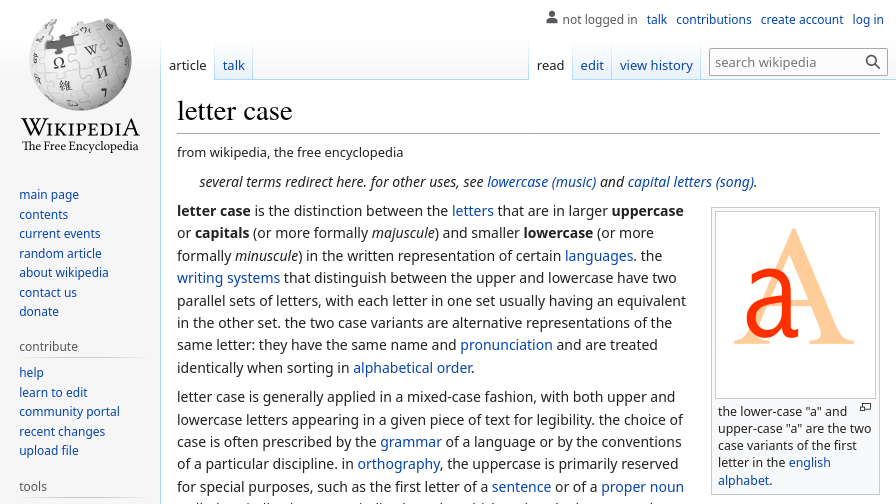 not logged in talk contributions create account log in
article talk read edit view history search wikipedia
WIKIPEDIA
The Free Encyclopedia
main page
contents
current events
random article
about wikipedia
contact us
donate
contribute
help
learn to edit
community portal
recent changes
upload file
tools
letter case
from wikipedia, the free encyclopedia
several terms redirect here. for other uses, see lowercase (music) and capital letters (song).
letter case is the distinction between the letters that are in larger uppercase
or capitals (or more formally majuscule) and smaller lowercase (or more
formally minuscule) in the written representation of certain languages. the
writing systems that distinguish between the upper and lowercase have two
parallel sets of letters, with each letter in one set usually having an equivalent
in the other set. the two case variants are alternative representations of the
same letter: they have the same name and pronunciation and are treated
identically when sorting in alphabetical order.
letter case is generally applied in a mixed-case fashion, with both upper and
lowercase letters appearing in a given piece of text for legibility. the choice of
case is often prescribed by the grammar of a language or by the conventions
of a particular discipline. in orthography, the uppercase is primarily reserved
for special purposes, such as the first letter of a sentence or of a proper noun
a A
the lower-case "a" and
upper-case "a" are the two
case variants of the first
letter in the english
alphabet.